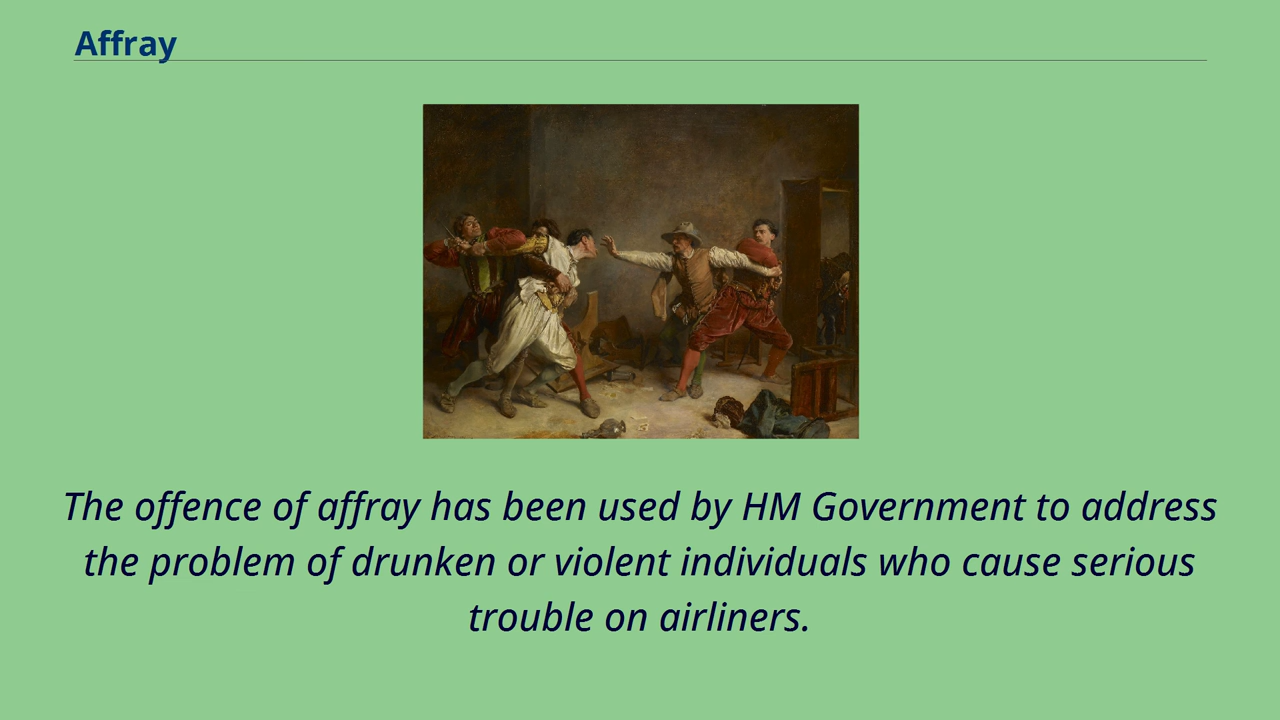 Affray
The offence of affray has been used by HM Government to address
the problem of drunken or violent individuals who cause serious
trouble on airliners.